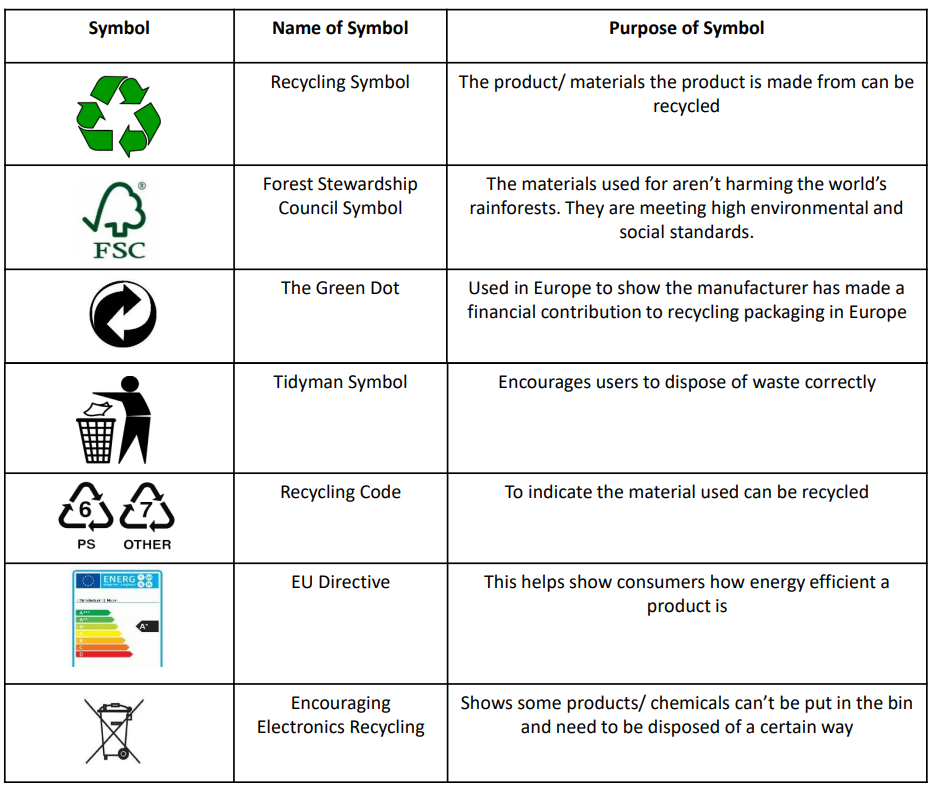 Symbol
Name of Symbol
Purpose of Symbol
Recycling Symbol
The product/ materials the product is made from can be
recycled
®
FSC
Forest Stewardship
Council Symbol
The materials used for aren’t harming the world’s
rainforests. They are meeting high environmental and
social standards.
The Green Dot
Used in Europe to show the manufacturer has made a
financial contribution to recycling packaging in Europe
Tidyman Symbol
Encourages users to dispose of waste correctly
6
7
PS
OTHER
Recycling Code
To indicate the material used can be recycled
ENERG
A+++
A++
EU Directive
This helps show consumers how energy efficient a
product is
Encouraging
Electronics Recycling
Shows some products/ chemicals can’t be put in the bin
and need to be disposed of a certain way